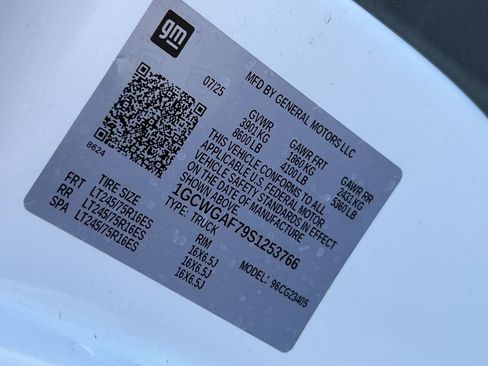 gm
07/25
MFD BY GENERAL MOTORS LLC
GVWR GAWR FRT GAWR RR
3901 KG 1860 KG 2431 KG
8600 LB 4100 LB 5360 LB
THIS VEHICLE CONFORMS TO ALL
APPLICABLE U.S. FEDERAL MOTOR
VEHICLE SAFETY STANDARDS IN EFFECT
ON THE DATE OF MANUFACTURE
SHOWN ABOVE.
1GCWGAF79S1253766
TYPE: TRUCK MODEL: 96CG23405
8624
TIRE SIZE RIM
FRT LT245/75R16ES 16X6.5J
RR LT245/75R16ES 16X6.5J
SPA LT245/75R16ES 16X6.5J